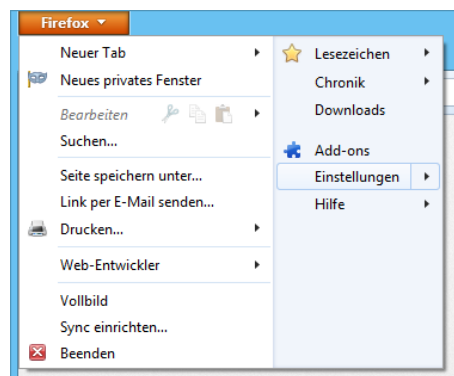 Firefox
Neuer Tab
Neues privates Fenster
Bearbeiten
Suchen...
Seite speichern unter...
Link per E-Mail senden...
Drucken...
Web-Entwickler
Vollbild
Sync einrichten...
Beenden
Lesezeichen
Chronik
Downloads
Add-ons
Einstellungen
Hilfe